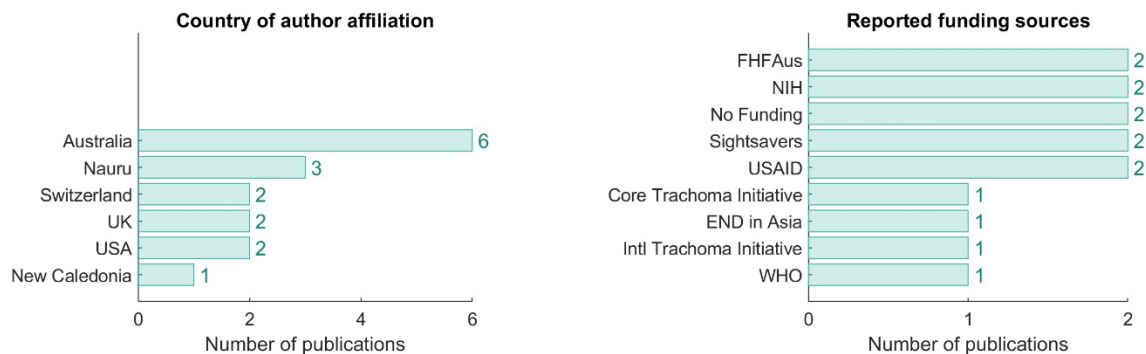 Country of author affiliation
Australia 6
Nauru 3
Switzerland 2
UK 2
USA 2
New Caledonia 1
0 2 4 6
Number of publications
Reported funding sources
FHFAus 2
NIH 2
No Funding 2
Sightsavers 2
USAID 2
Core Trachoma Initiative 1
END in Asia 1
Intl Trachoma Initiative 1
WHO 1
0 1 2
Number of publications